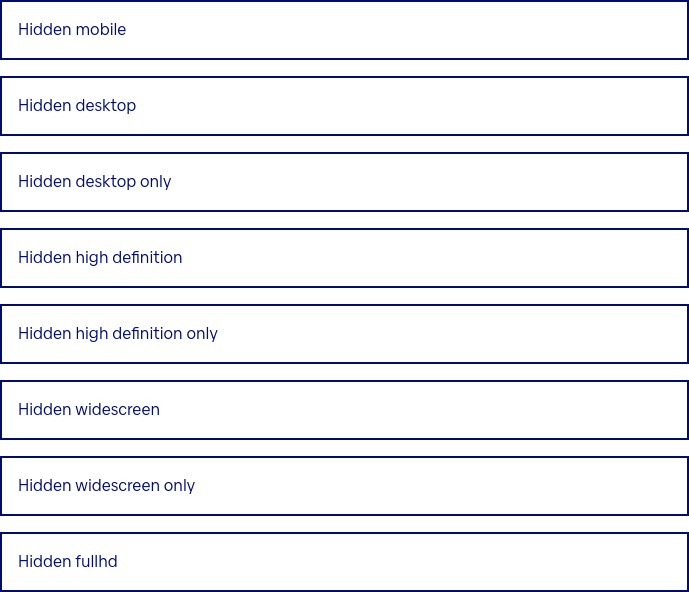 Hidden mobile
Hidden desktop
Hidden desktop only
Hidden high definition
Hidden high definition only
Hidden widescreen
Hidden widescreen only
Hidden fullhd